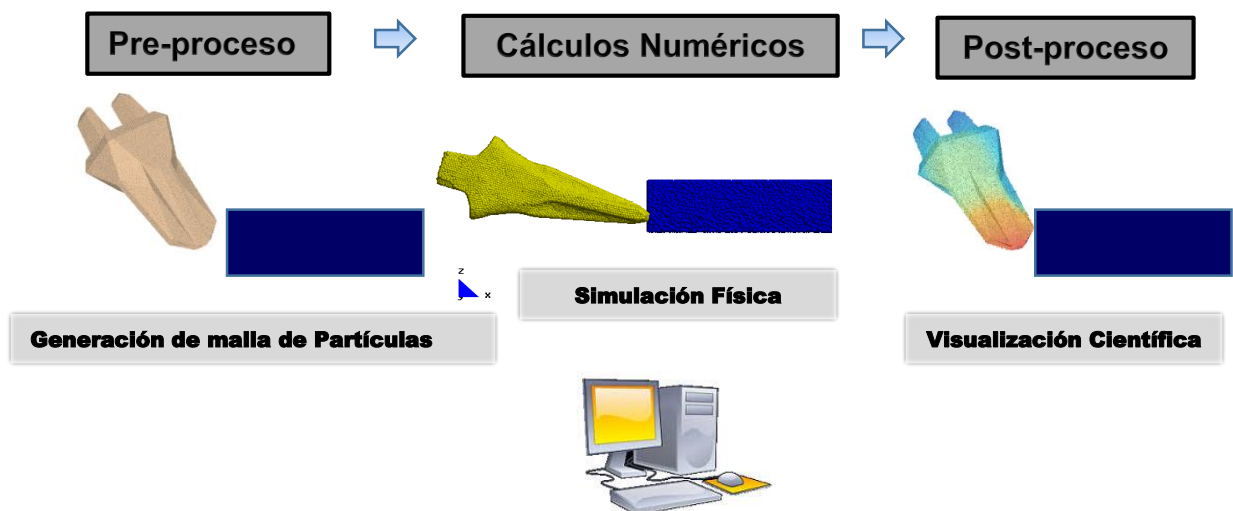 Pre-proceso
Cálculos Numéricos
Post-proceso
z
x
Simulación Física
Generación de malla de Partículas
Visualización Científica